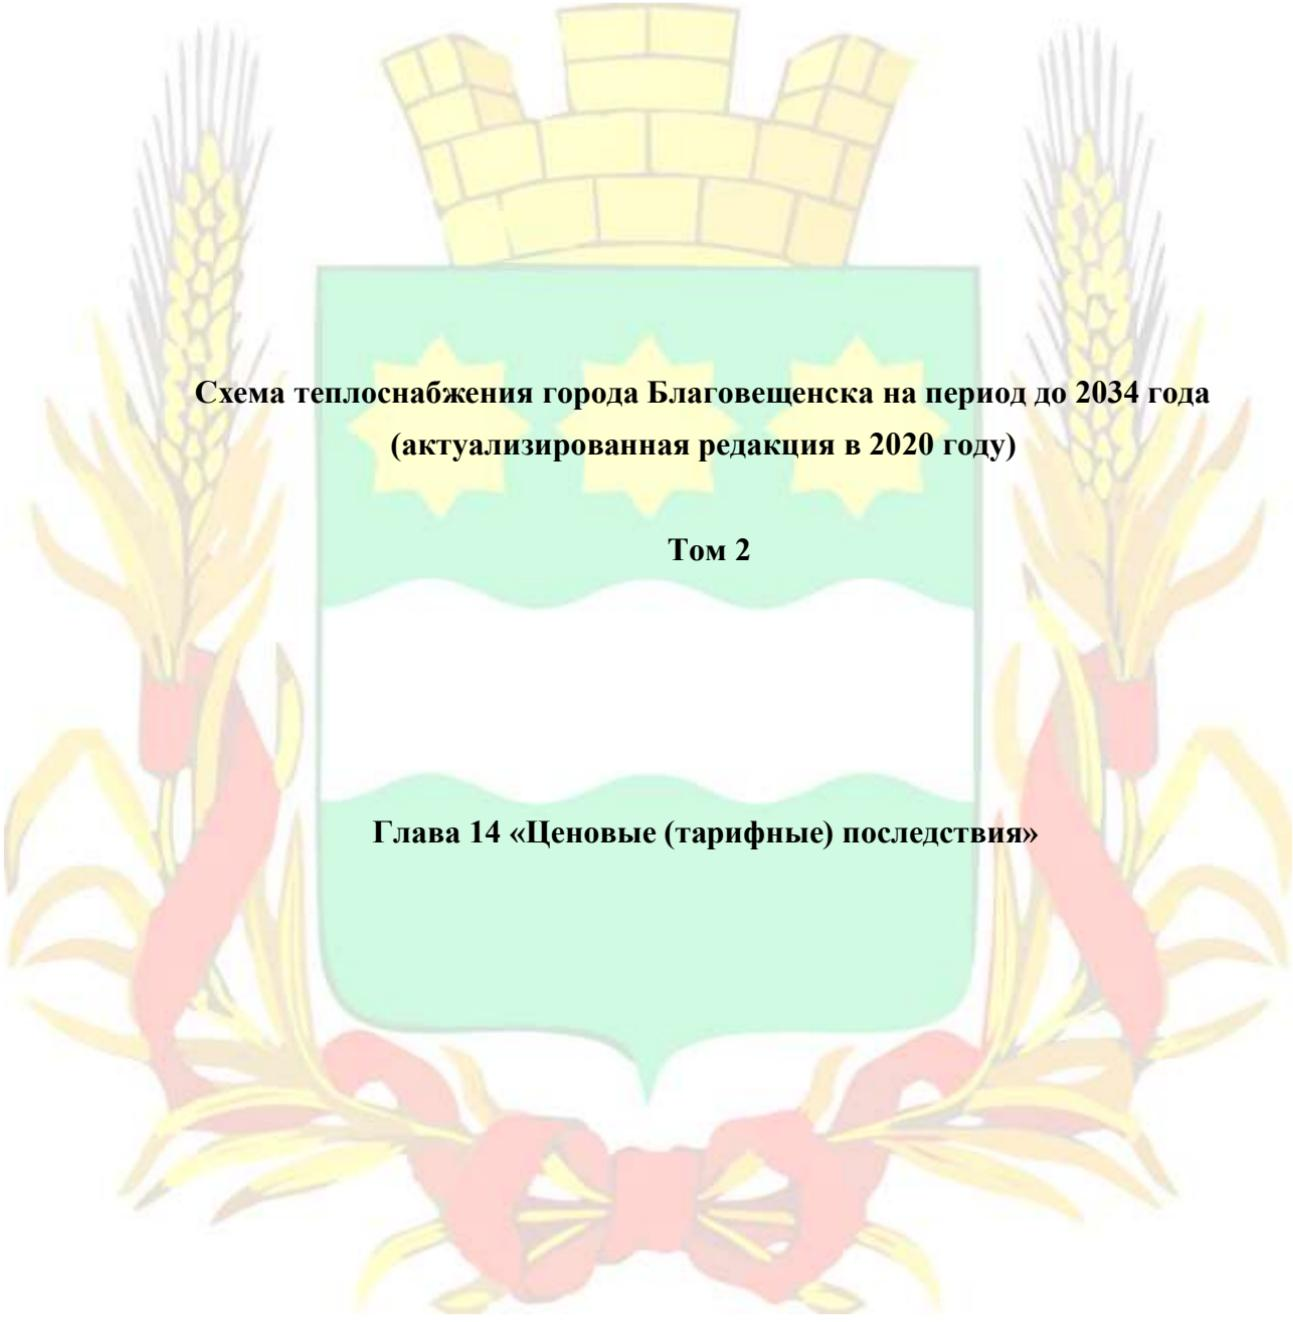 Схема теплоснабжения города Благовещенска на период до 2034 года
(актуализированная редакция в 2020 году)
Том 2
Глава 14 «Ценовые (тарифные) последствия»